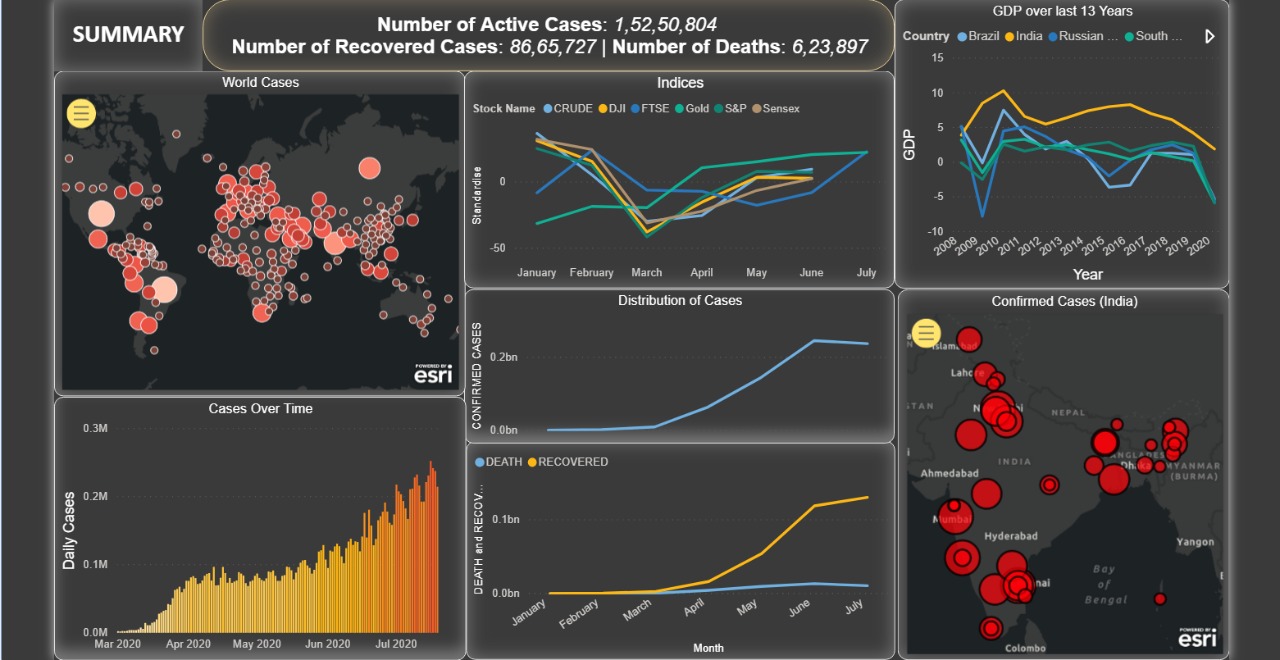 SUMMARY
Number of Active Cases: 1,52,50,804
Number of Recovered Cases: 86,65,727 | Number of Deaths: 6,23,897
World Cases
POWERED BY
esri
Cases Over Time
Daily Cases
0.3M
0.2M
0.1M
0.0M
Mar 2020 Apr 2020 May 2020 Jun 2020 Jul 2020
Indices
Stock Name CRUDE DJI FTSE Gold S&P Sensex
Standardise
0
-50
January February March April May June July
Distribution of Cases
CONFIRMED CASES
0.2bn
0.0bn
DEATH RECOVERED
DEATH and RECOV...
0.1bn
0.0bn
January February March April May June July
Month
GDP over last 13 Years
Country Brazil India Russian ... South ...
GDP
15
10
5
0
-5
-10
2008 2009 2010 2011 2012 2013 2014 2015 2016 2017 2018 2019 2020
Year
Confirmed Cases (India)
Islamabad
Lahore
STAN
NEPAL
INDIA
Ahmedabad
Dhaka
MYANMAR
(BURMA)
Mumbai
Hyderabad
Yangon
nai
Bay
of
Bengal
Colombo
POWERED BY
esri